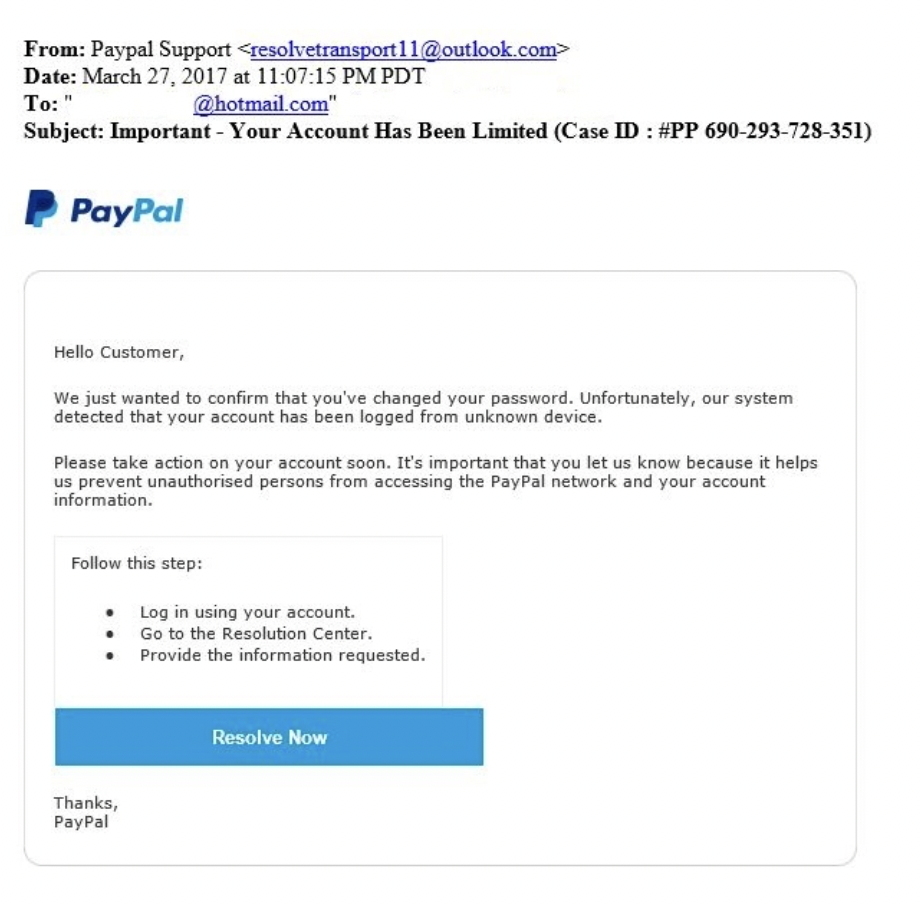 From: Paypal Support <resolvetransport11@outlook.com>
Date: March 27, 2017 at 11:07:15 PM PDT
To: " @hotmail.com"
Subject: Important - Your Account Has Been Limited (Case ID : #PP 690-293-728-351)
PayPal
Hello Customer,
We just wanted to confirm that you've changed your password. Unfortunately, our system
detected that your account has been logged from unknown device.
Please take action on your account soon. It's important that you let us know because it helps
us prevent unauthorised persons from accessing the PayPal network and your account
information.
Follow this step:
• Log in using your account.
• Go to the Resolution Center.
• Provide the information requested.
Resolve Now
Thanks,
PayPal